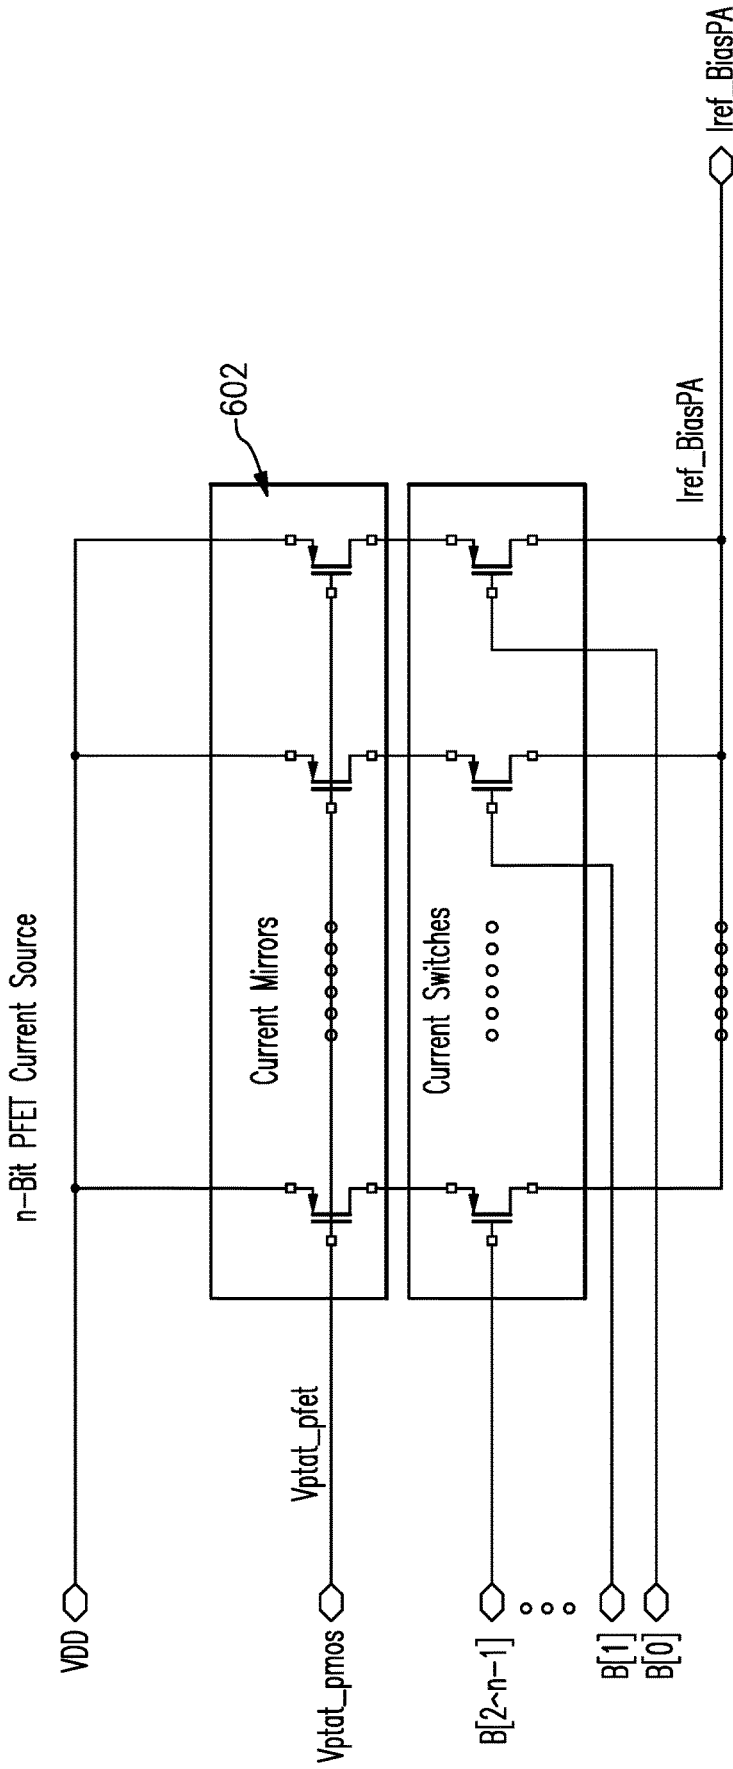 n-Bit PFET Current Source
VDD
602
Current Mirrors
Vptat_pfet
Vptat_pmos
Current Switches
B[2~n-1]
B[1]
B[0]
Iref_BiasPA
Iref_BiasPA